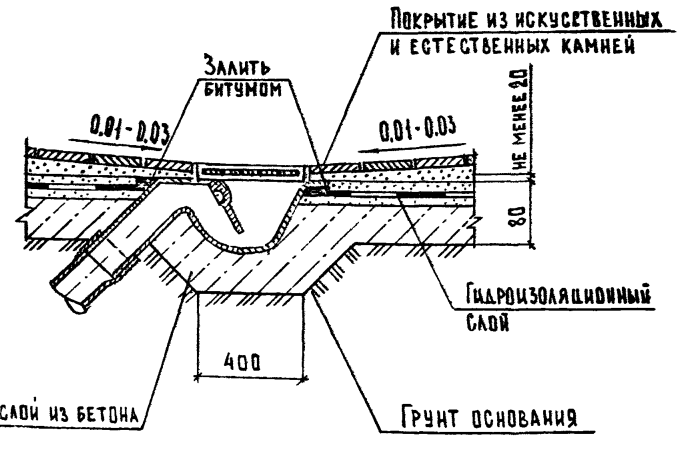 Покрытие из искусственных
и естественных камней
Залить
битумом
0,01-0,03
0,01-0,03
не менее 20
80
Гидроизоляционный
слой
400
слой из бетона
Грунт основания